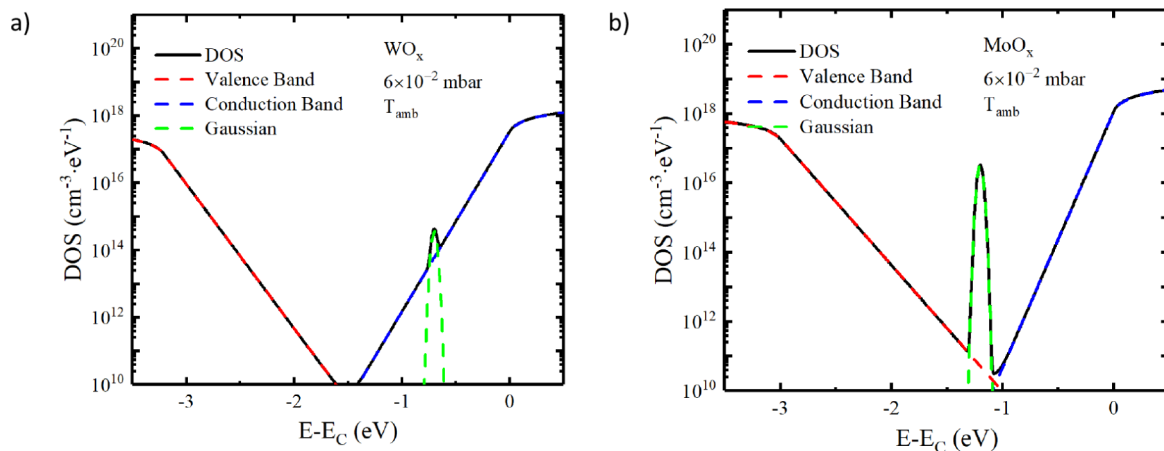 a)
DOS (cm⁻³·eV⁻¹)
10²⁰
10¹⁸
10¹⁶
10¹⁴
10¹²
10¹⁰
DOS
Valence Band
Conduction Band
Gaussian
WOₓ
6×10⁻² mbar
Tₐₘb
-3
-2
-1
0
E-E_C (eV)
b)
DOS (cm⁻³·eV⁻¹)
10²⁰
10¹⁸
10¹⁶
10¹⁴
10¹²
10¹⁰
DOS
Valence Band
Conduction Band
Gaussian
MoOₓ
6×10⁻² mbar
Tₐₘb
-3
-2
-1
0
E-E_C (eV)